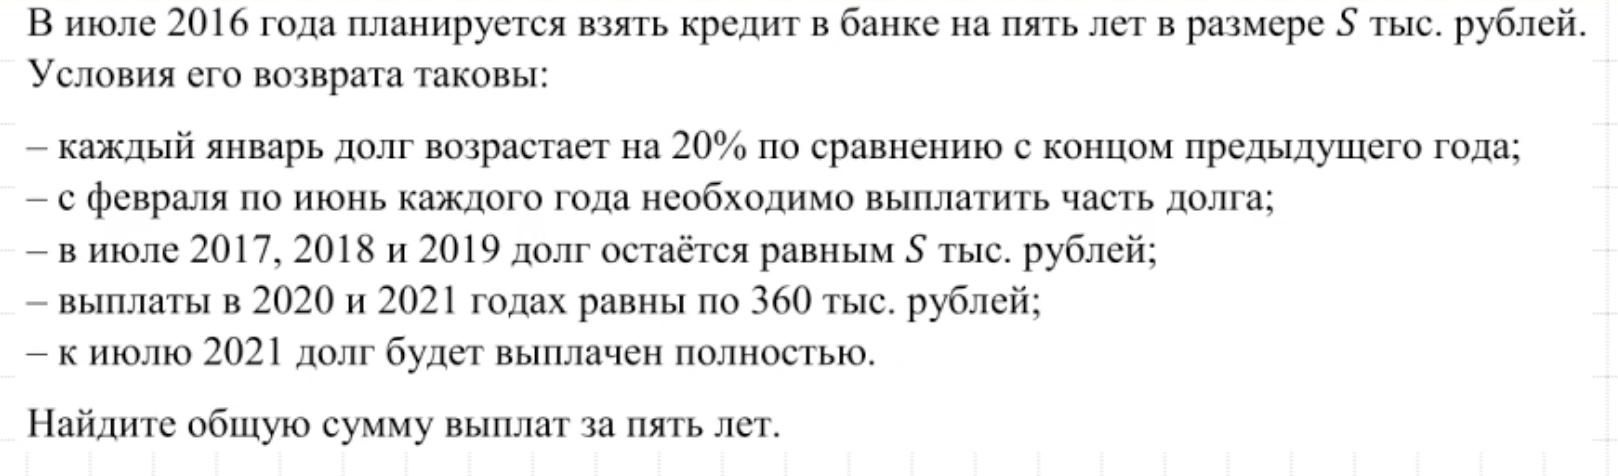 В июле 2016 года планируется взять кредит в банке на пять лет в размере S тыс. рублей.
Условия его возврата таковы:
– каждый январь долг возрастает на 20% по сравнению с концом предыдущего года;
– с февраля по июнь каждого года необходимо выплатить часть долга;
– в июле 2017, 2018 и 2019 долг остаётся равным S тыс. рублей;
– выплаты в 2020 и 2021 годах равны по 360 тыс. рублей;
– к июлю 2021 долг будет выплачен полностью.
Найдите общую сумму выплат за пять лет.